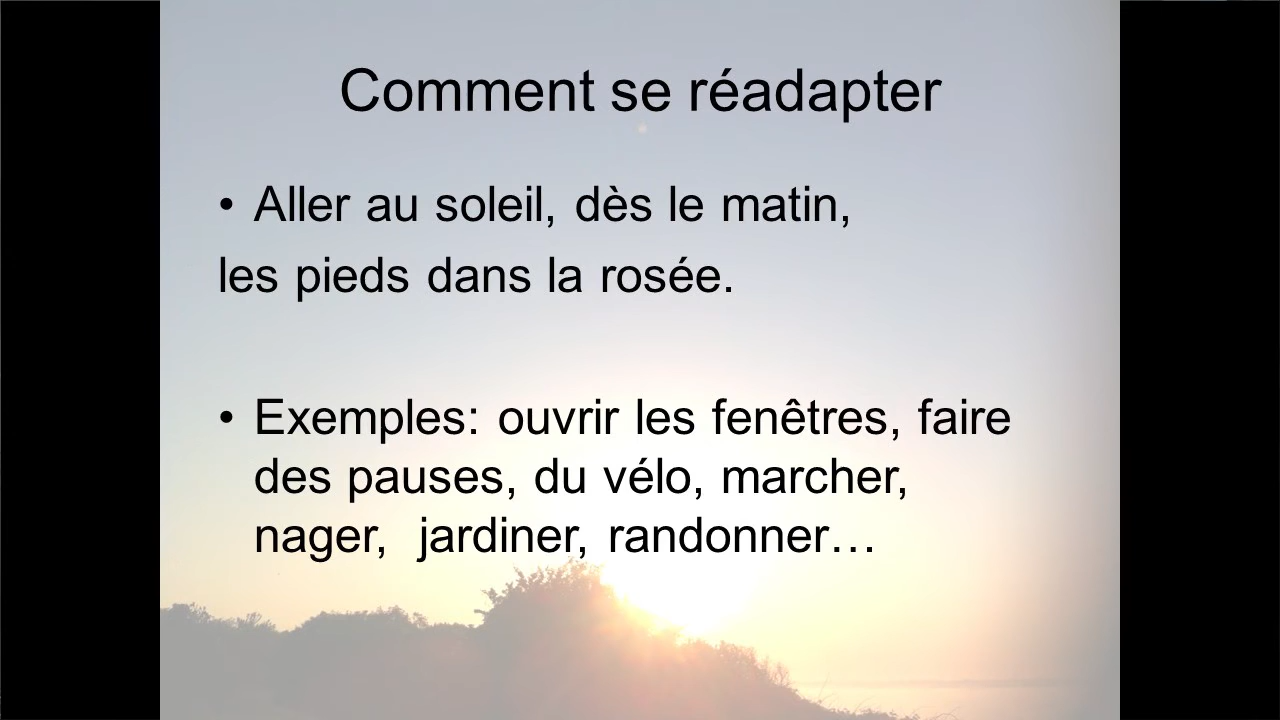 Comment se réadapter
• Aller au soleil, dès le matin,
les pieds dans la rosée.
• Exemples: ouvrir les fenêtres, faire
des pauses, du vélo, marcher,
nager,  jardiner, randonner…